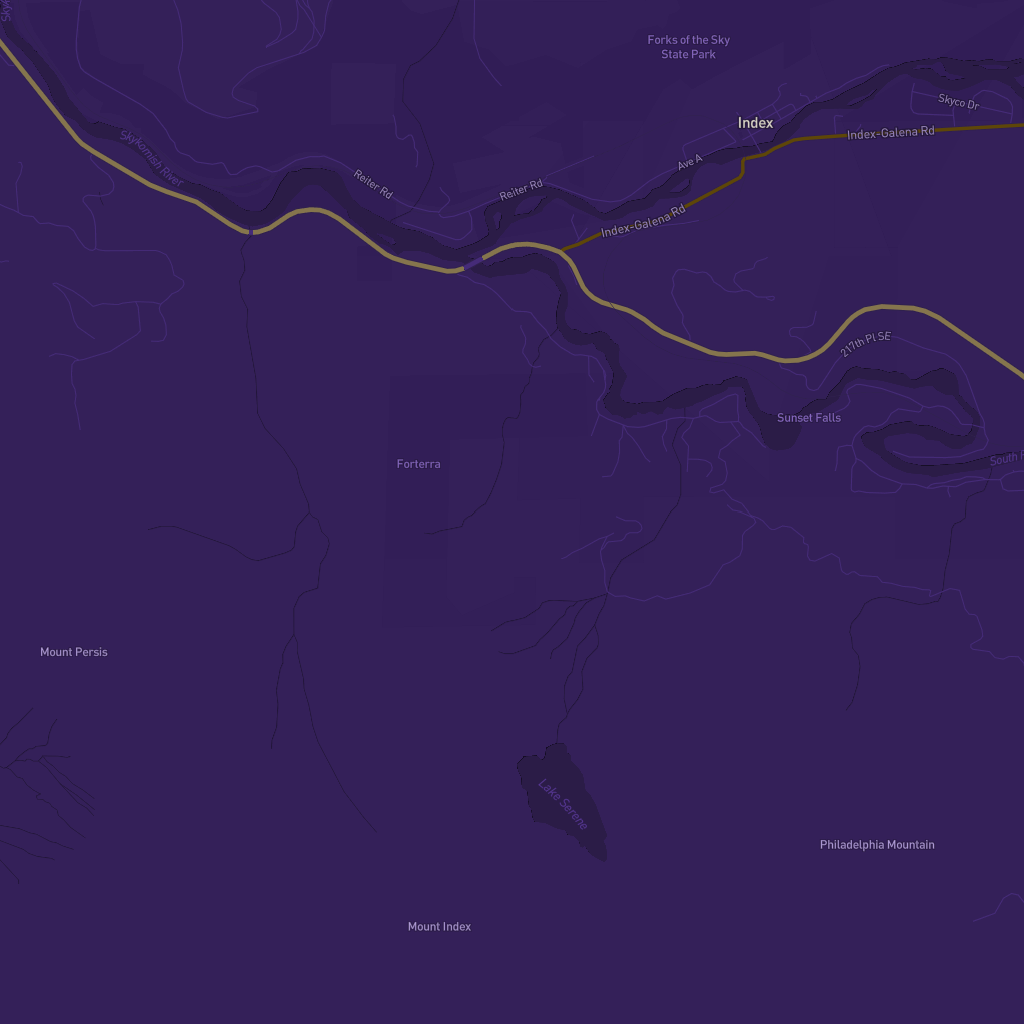 Forks of the Sky
State Park
Skyco Dr
Index
Index-Galena Rd
Skykomish River
Ave A
Reiter Rd
Reiter Rd
Index-Galena Rd
217th Pl SE
Sunset Falls
South
Forterra
Mount Persis
Lake Serene
Philadelphia Mountain
Mount Index